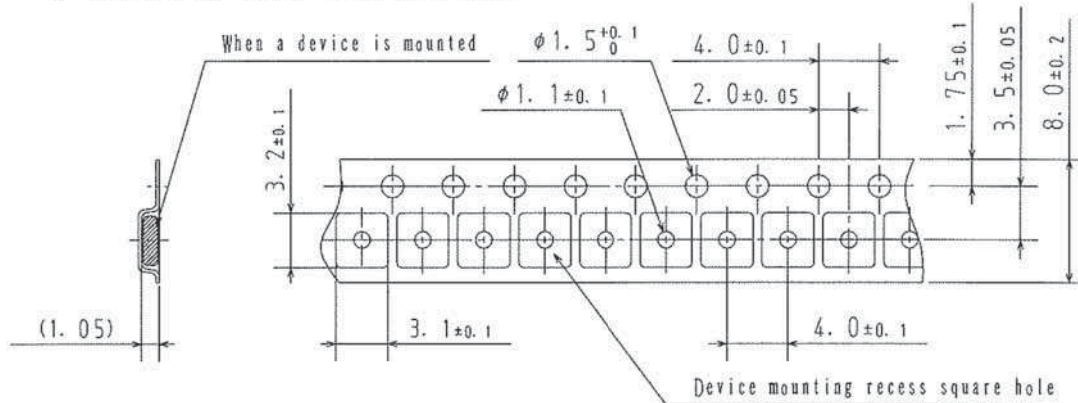 When a device is mounted
φ1.5 +0.1 0
4.0±0.1
φ1.1±0.1
2.0±0.05
1.75±0.1
3.5±0.05
8.0±0.2
3.2±0.1
(1.05)
3.1±0.1
4.0±0.1
Device mounting recess square hole